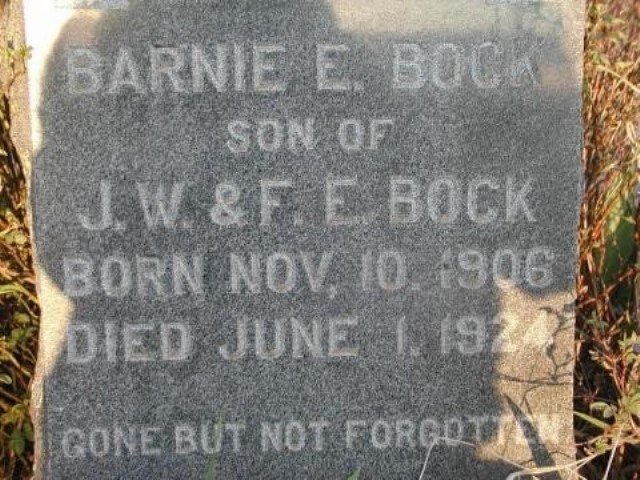 BARNIE E. BOCK
SON OF
J. W. & F. E. BOCK
BORN NOV, 10. 1906
DIED JUNE 1. 1924
GONE BUT NOT FORGOTTEN